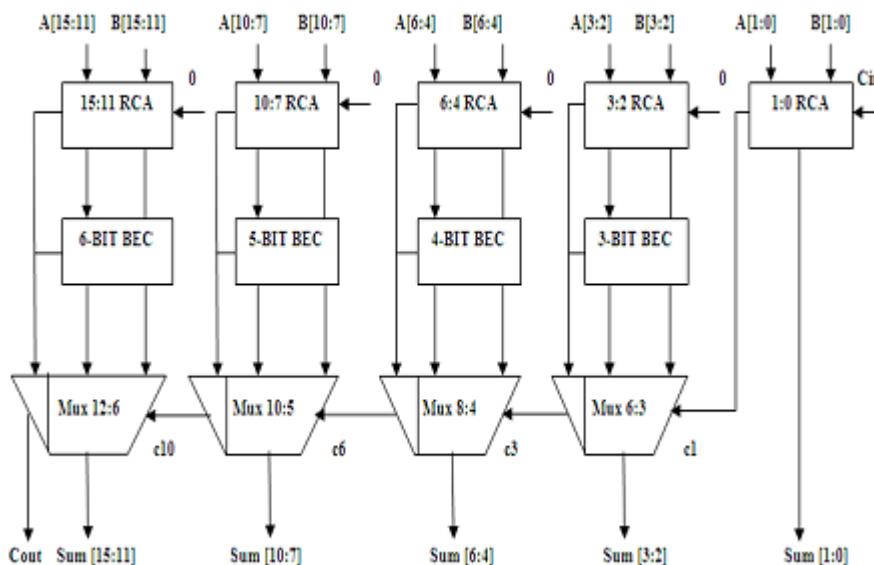 A[15:11] B[15:11] A[10:7] B[10:7] A[6:4] B[6:4] A[3:2] B[3:2] A[1:0] B[1:0]
0 0 0 0 Cin
15:11 RCA 10:7 RCA 6:4 RCA 3:2 RCA 1:0 RCA
6-BIT BEC 5-BIT BEC 4-BIT BEC 3-BIT BEC
Mux 12:6 Mux 10:5 Mux 8:4 Mux 6:3
c10 c6 c3 c1
Cout Sum [15:11] Sum [10:7] Sum [6:4] Sum [3:2] Sum [1:0]